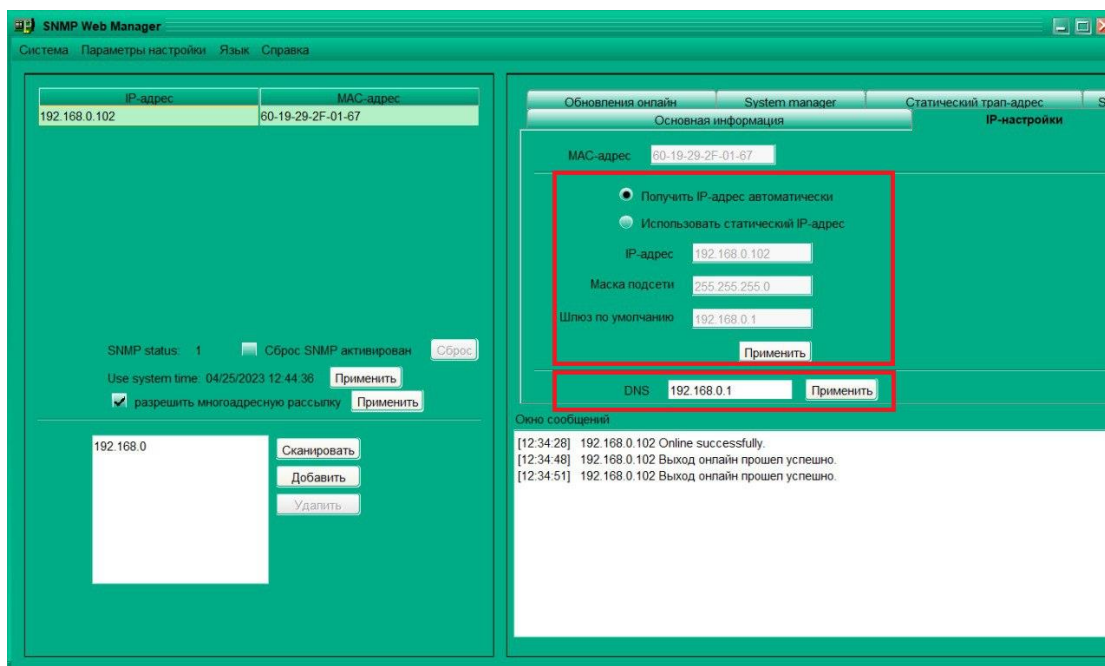 SNMP Web Manager
Система Параметры настройки Язык Справка
IP-адрес MAC-адрес
192.168.0.102 60-19-29-2F-01-67
SNMP status: 1 Сброс SNMP активирован Сброс
Use system time: 04/25/2023 12:44:36 Применить
разрешить многоадресную рассылку Применить
192.168.0
Сканировать
Добавить
Удалить
Обновления онлайн System manager Статический трап-адрес S
Основная информация IP-настройки
MAC-адрес 60-19-29-2F-01-67
Получить IP-адрес автоматически
Использовать статический IP-адрес
IP-адрес 192.168.0.102
Маска подсети 255.255.255.0
Шлюз по умолчанию 192.168.0.1
Применить
DNS 192.168.0.1 Применить
Окно сообщений
[12:34:28] 192.168.0.102 Online successfully.
[12:34:48] 192.168.0.102 Выход онлайн прошел успешно.
[12:34:51] 192.168.0.102 Выход онлайн прошел успешно.